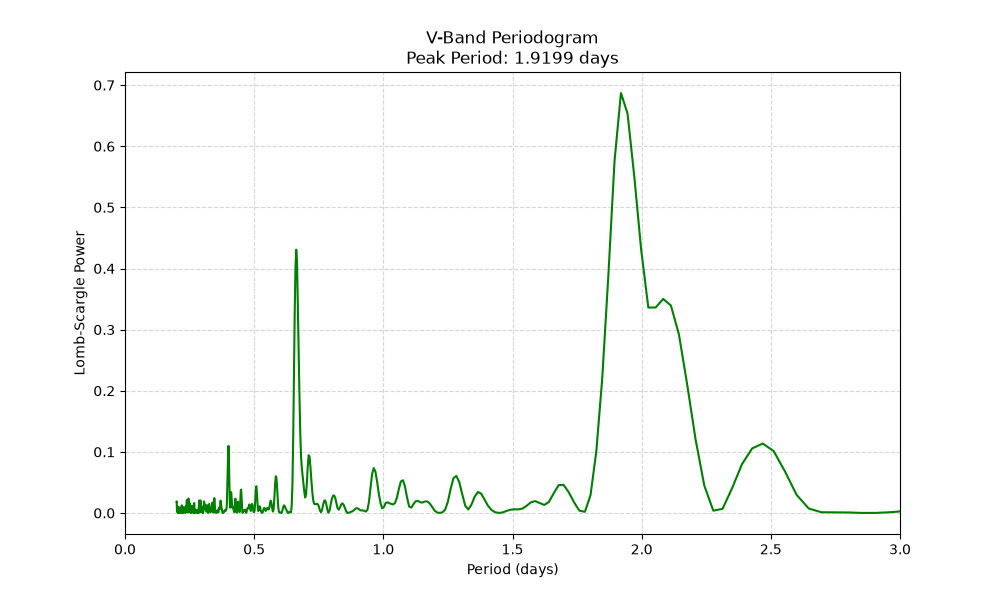 V-Band Periodogram
Peak Period: 1.9199 days
Lomb-Scargle Power
0.7
0.6
0.5
0.4
0.3
0.2
0.1
0.0
0.0 0.5 1.0 1.5 2.0 2.5 3.0
Period (days)